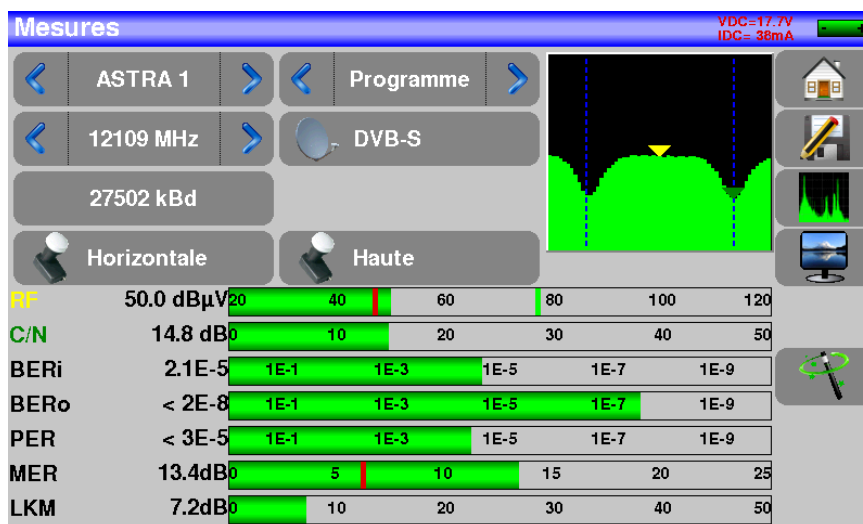 Mesures
VDC=17.7V
IDC= 38mA
ASTRA 1
Programme
12109 MHz
DVB-S
27502 kBd
Horizontale
Haute
RF 50.0 dBµV 20 40 60 80 100 120
C/N 14.8 dB 0 10 20 30 40 50
BERi 2.1E-5 1E-1 1E-3 1E-5 1E-7 1E-9
BERo < 2E-8 1E-1 1E-3 1E-5 1E-7 1E-9
PER < 3E-5 1E-1 1E-3 1E-5 1E-7 1E-9
MER 13.4dB 0 5 10 15 20 25
LKM 7.2dB 0 10 20 30 40 50